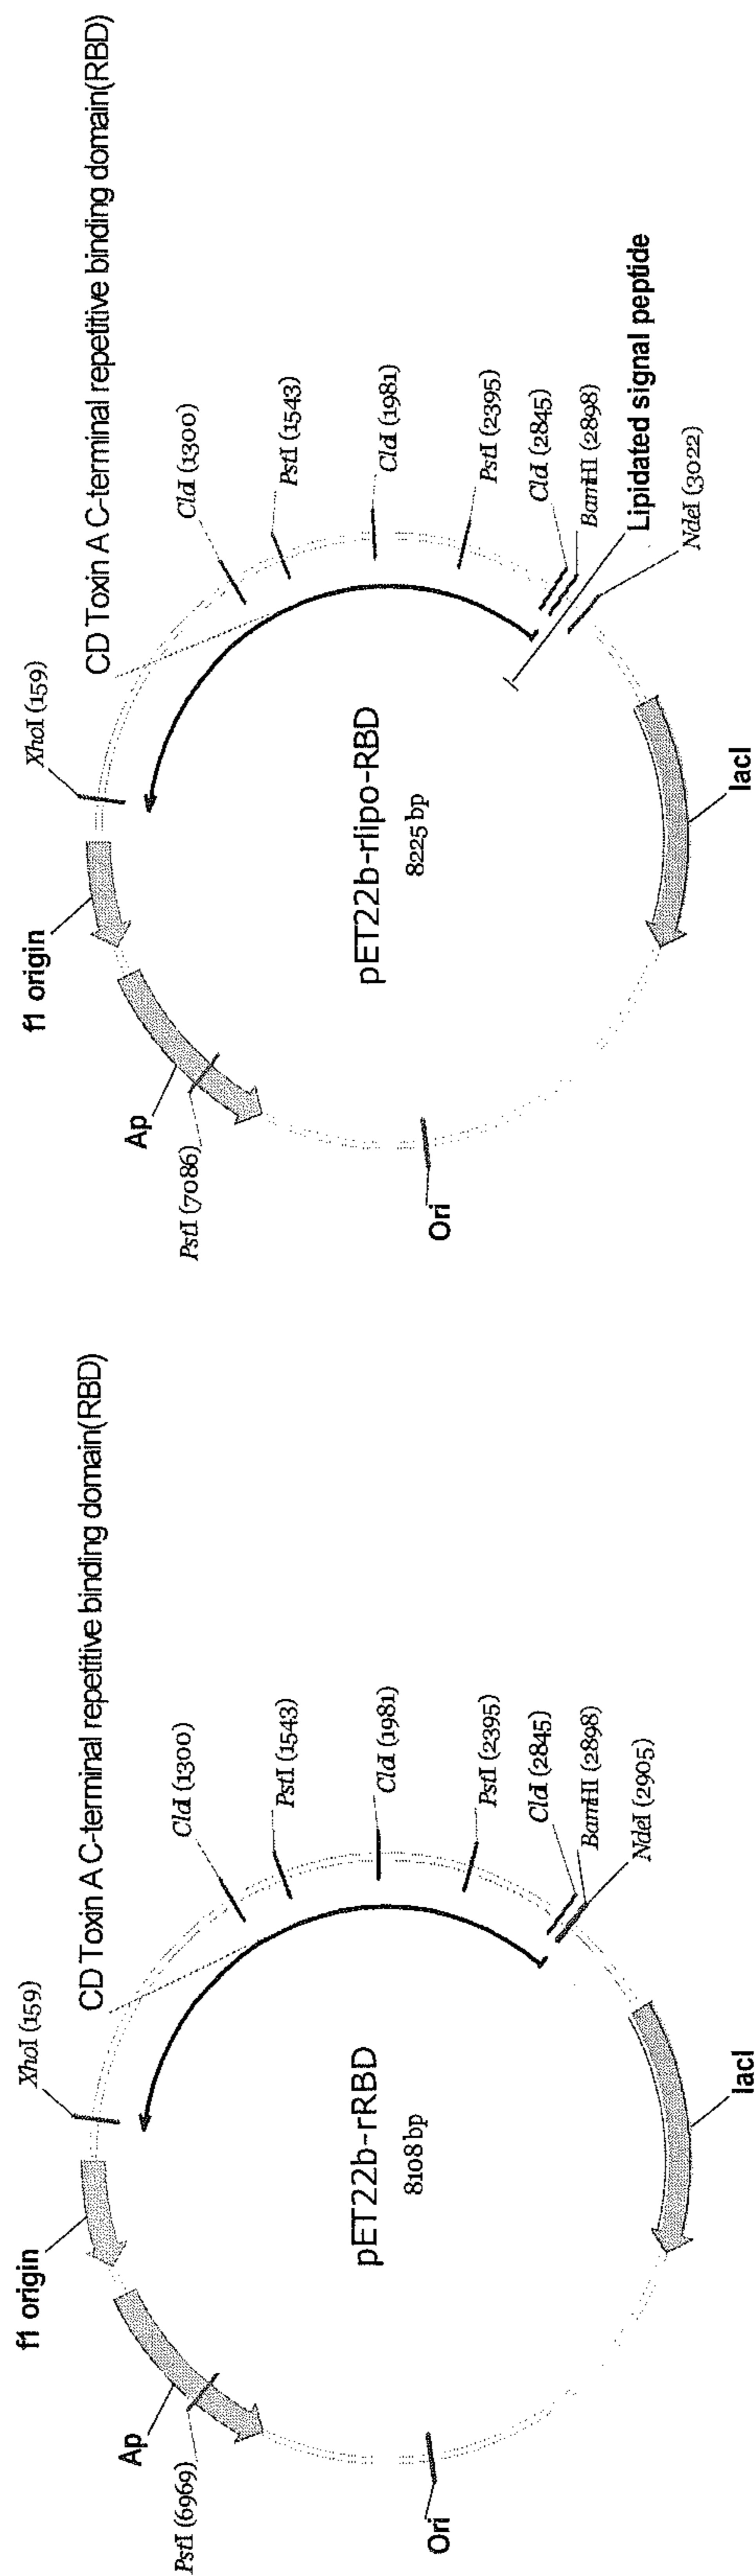 f1 origin
XhoI (159)
CD Toxin A C-terminal repetitive binding domain(RBD)
ClaI (1300)
PstI (1543)
ClaI (1981)
PstI (2395)
ClaI (2845)
BamHI (2898)
NdeI (2905)
lacI
Ori
PstI (6969)
Ap
pET22b-rRBD
8108 bp
f1 origin
XhoI (159)
CD Toxin A C-terminal repetitive binding domain(RBD)
ClaI (1300)
PstI (1543)
ClaI (1981)
PstI (2395)
ClaI (2845)
BamHI (2898)
Lipidated signal peptide
NdeI (3022)
lacI
Ori
PstI (7086)
Ap
pET22b-rlipo-RBD
8225 bp